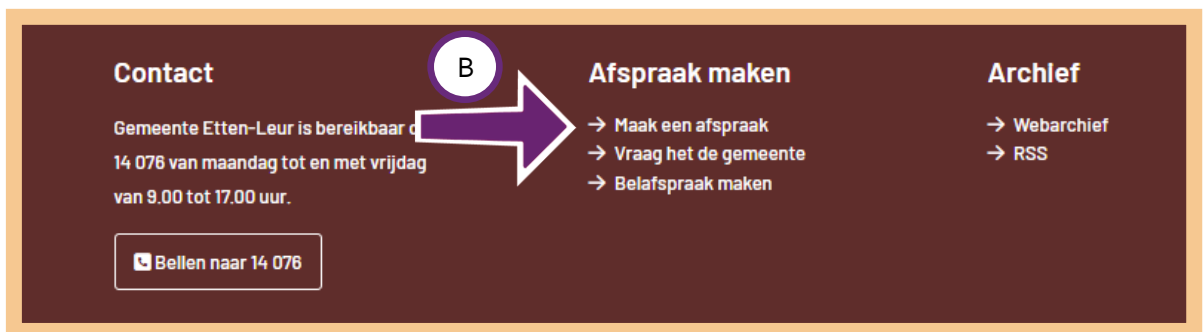 Contact
Gemeente Etten-Leur is bereikbaar
14 076 van maandag tot en met vrijdag
van 9.00 tot 17.00 uur.
Bellen naar 14 076
B
Afspraak maken
→ Maak een afspraak
→ Vraag het de gemeente
→ Belafspraak maken
Archief
→ Webarchief
→ RSS